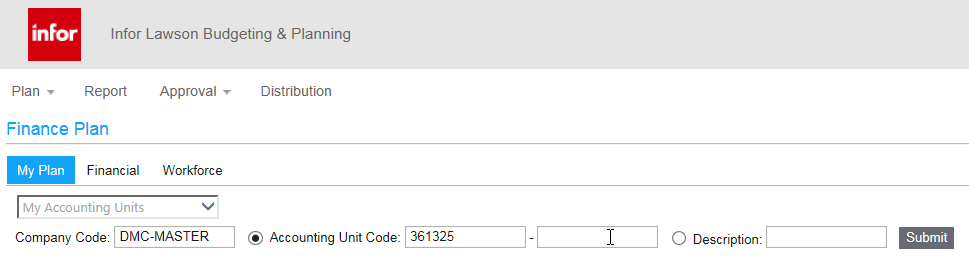 infor
Infor Lawson Budgeting & Planning
Plan Report Approval Distribution
Finance Plan
My Plan Financial Workforce
My Accounting Units
Company Code: DMC-MASTER Accounting Unit Code: 361325 - Description: Submit